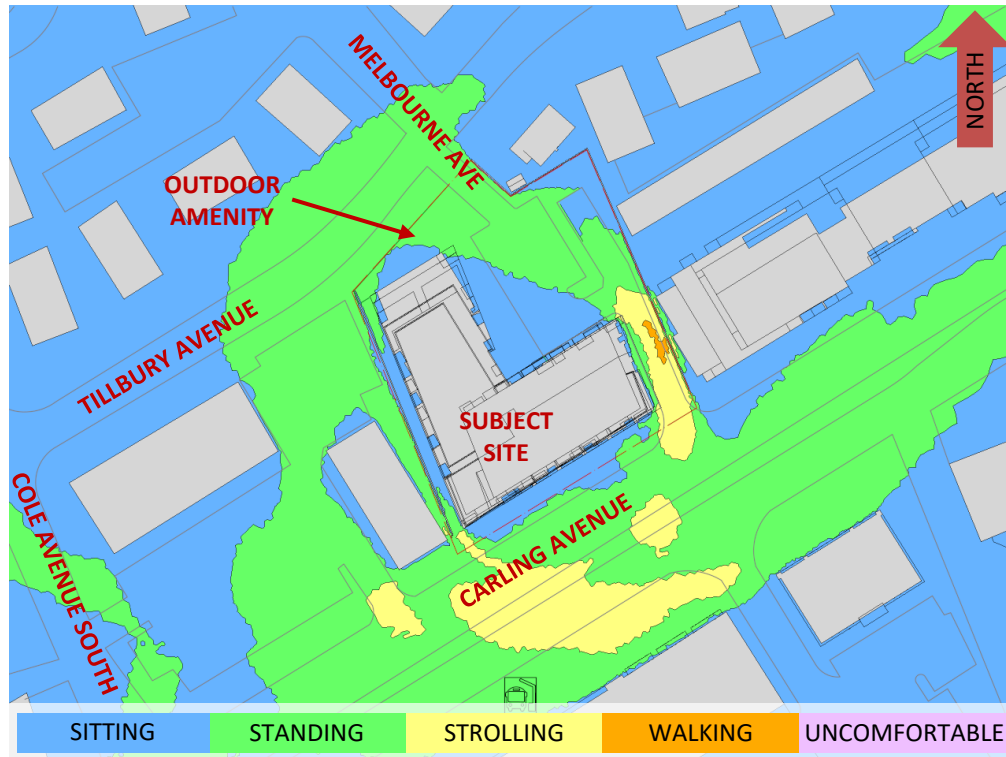 MELBOURNE AVE
NORTH
OUTDOOR
AMENITY
TILLBURY AVENUE
SUBJECT
SITE
COLE AVENUE SOUTH
CARLING AVENUE
SITTING
STANDING
STROLLING
WALKING
UNCOMFORTABLE